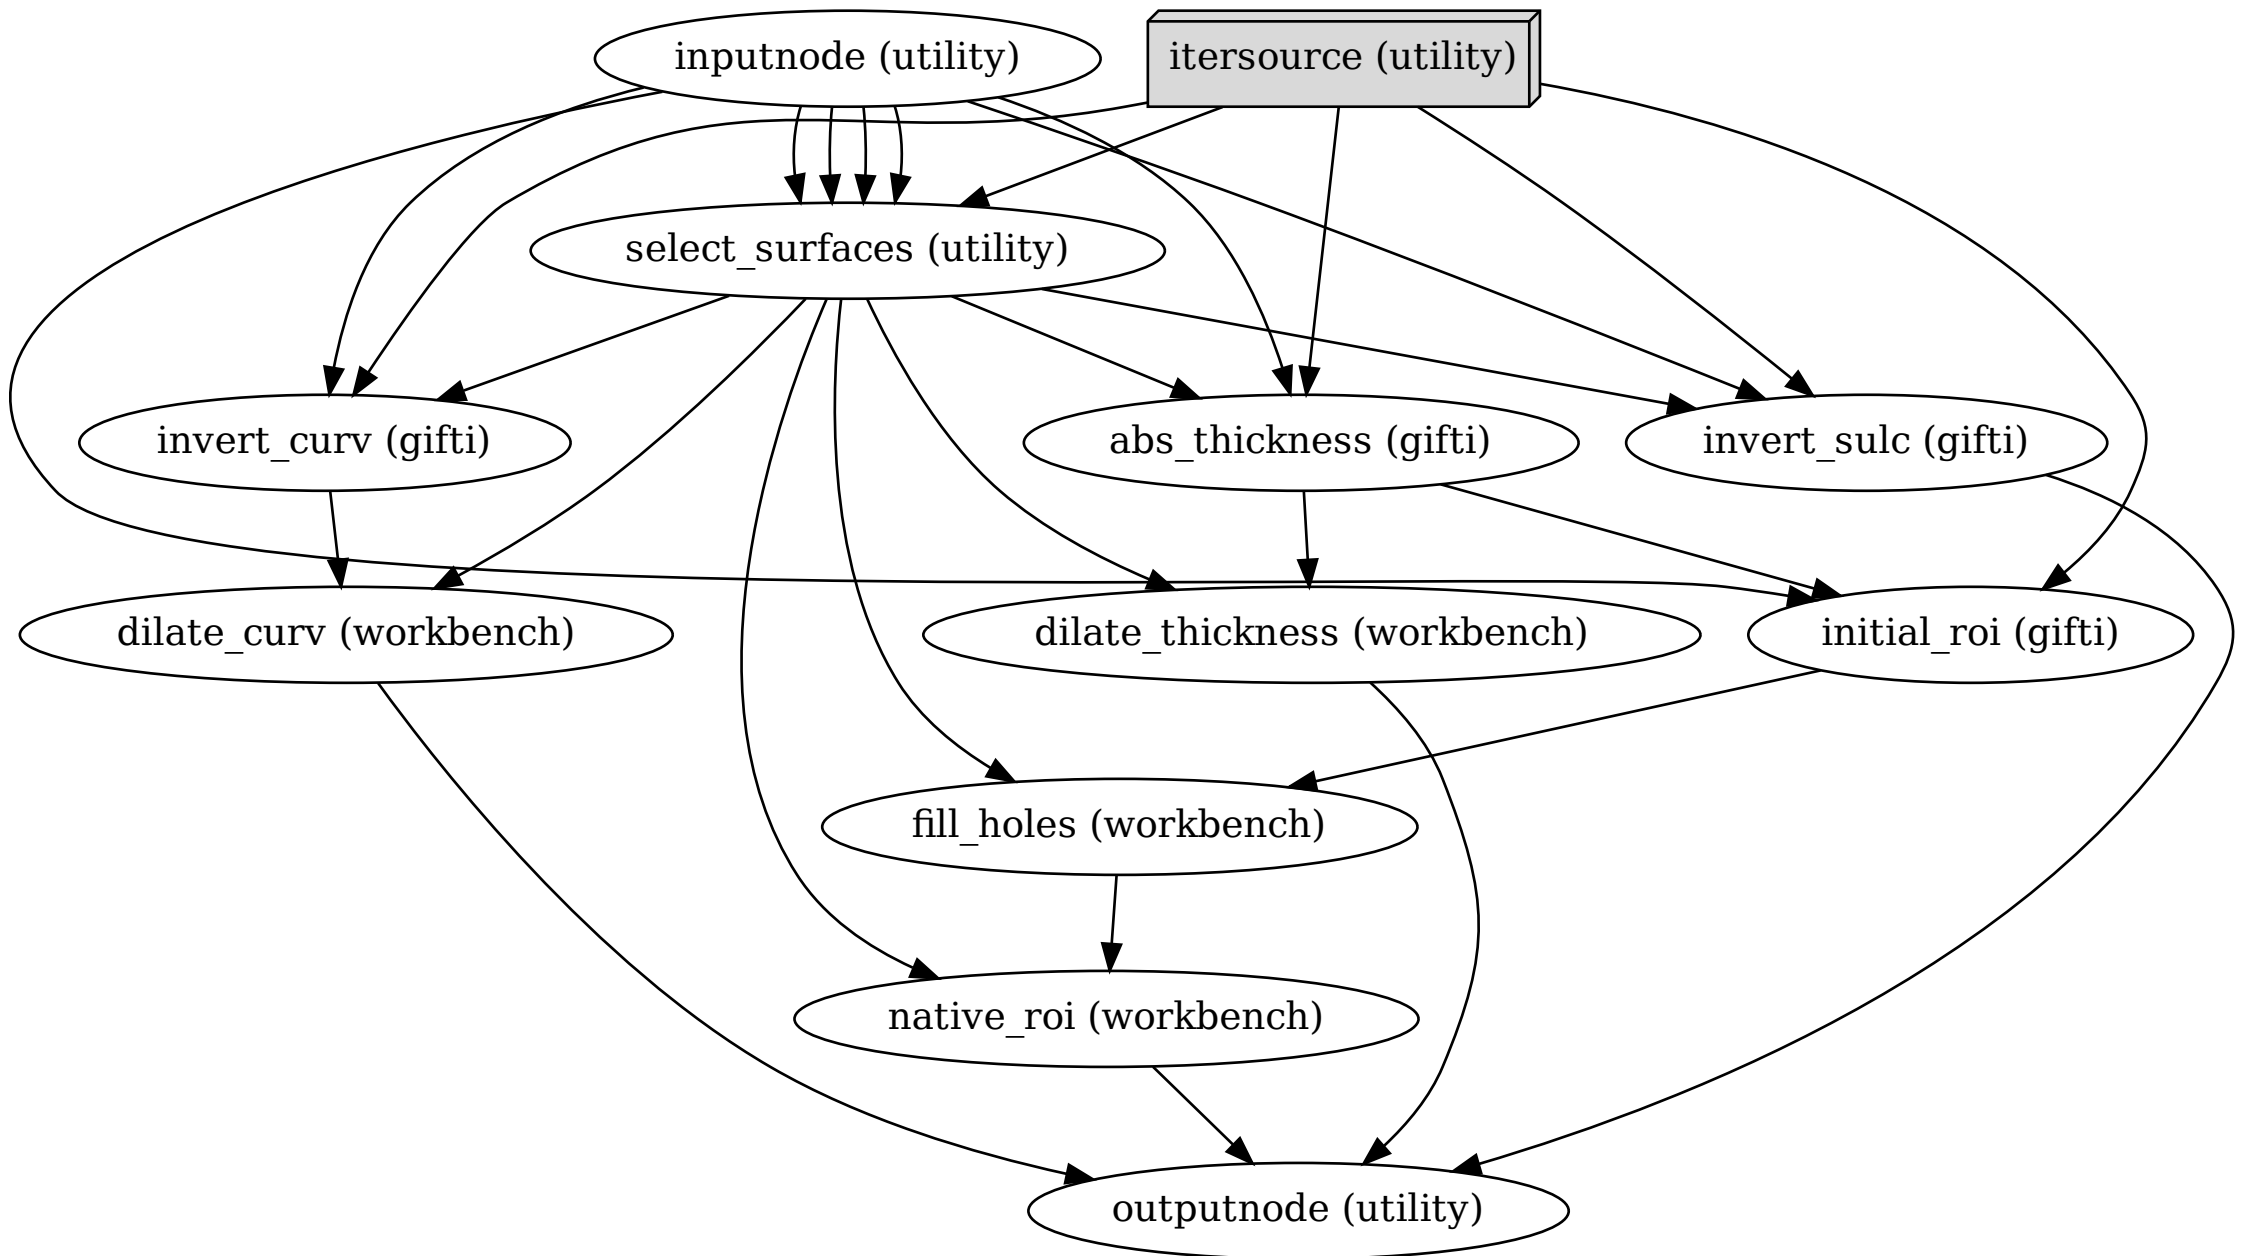 inputnode (utility)
itersource (utility)
select_surfaces (utility)
invert_curv (gifti)
abs_thickness (gifti)
invert_sulc (gifti)
dilate_curv (workbench)
dilate_thickness (workbench)
initial_roi (gifti)
fill_holes (workbench)
native_roi (workbench)
outputnode (utility)